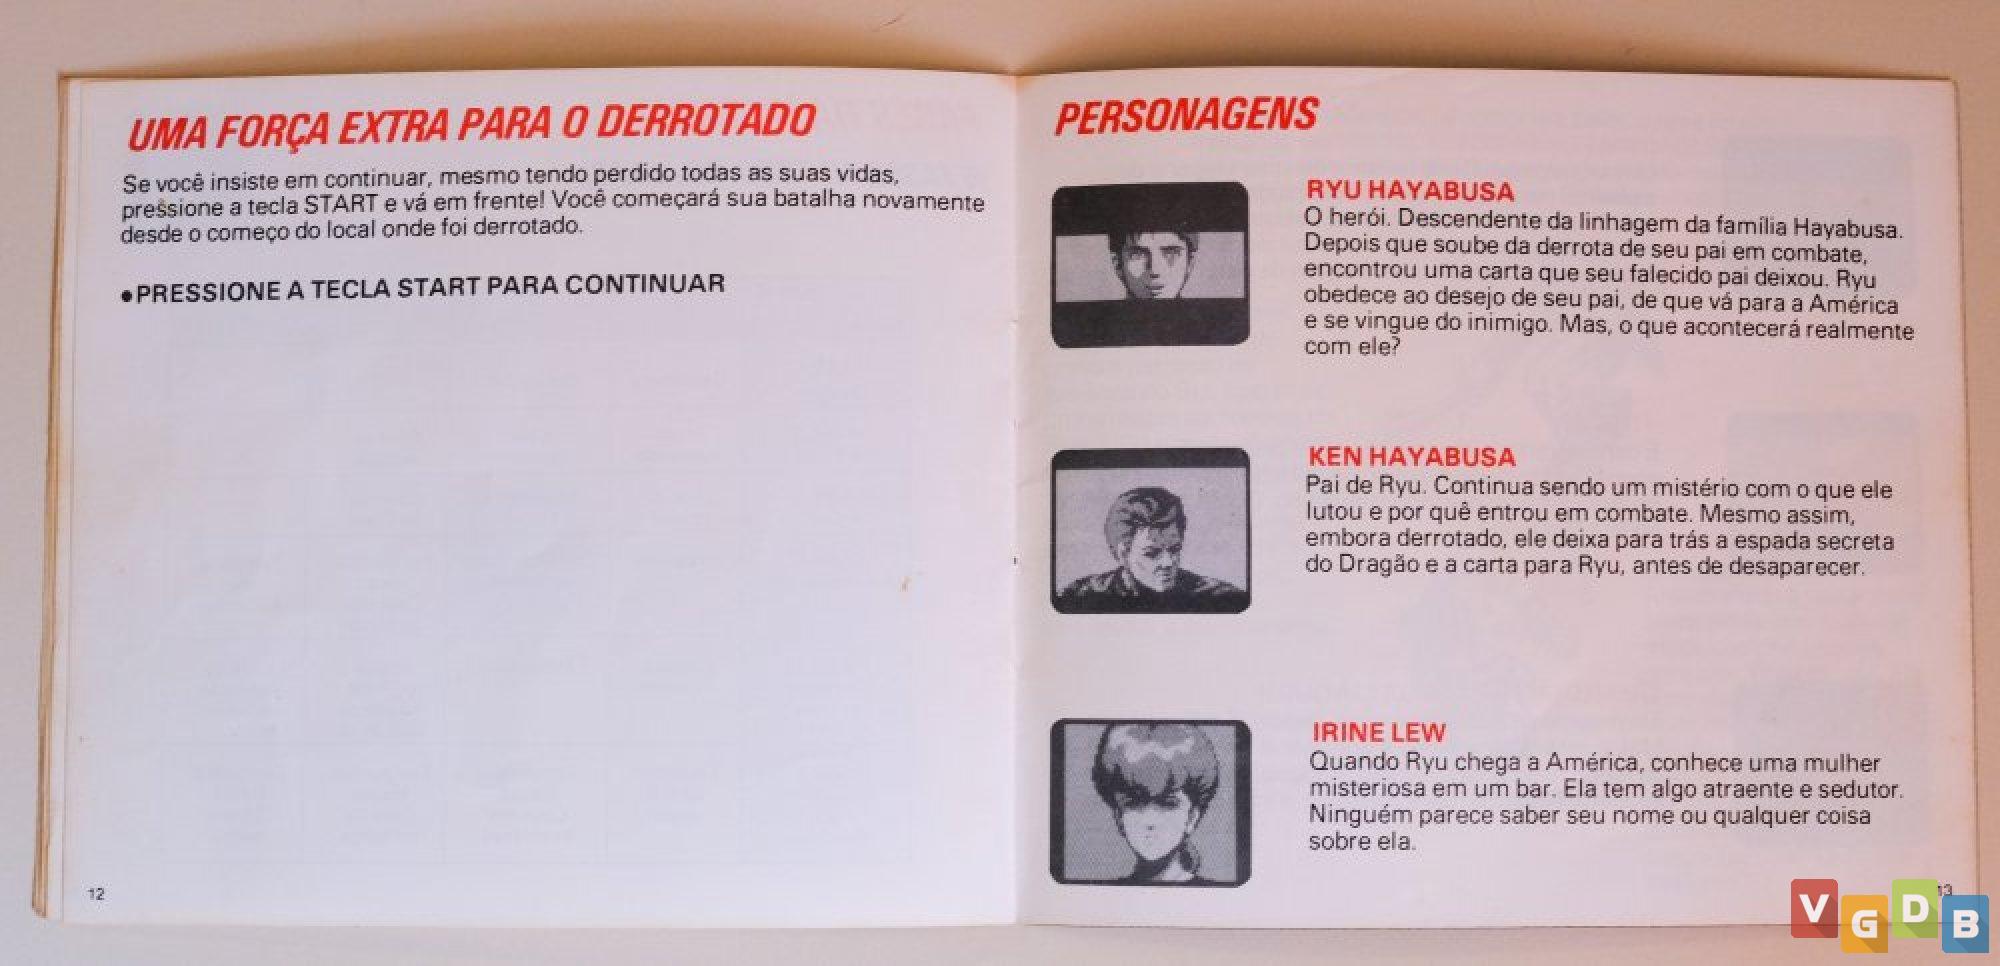 UMA FORÇA EXTRA PARA O DERROTADO
Se você insiste em continuar, mesmo tendo perdido todas as suas vidas,
pressione a tecla START e vá em frente! Você começará sua batalha novamente
desde o começo do local onde foi derrotado.
●PRESSIONE A TECLA START PARA CONTINUAR
12
PERSONAGENS
RYU HAYABUSA
O herói. Descendente da linhagem da família Hayabusa.
Depois que soube da derrota de seu pai em combate,
encontrou uma carta que seu falecido pai deixou. Ryu
obedece ao desejo de seu pai, de que vá para a América
e se vingue do inimigo. Mas, o que acontecerá realmente
com ele?
KEN HAYABUSA
Pai de Ryu. Continua sendo um mistério com o que ele
lutou e por quê entrou em combate. Mesmo assim,
embora derrotado, ele deixa para trás a espada secreta
do Dragão e a carta para Ryu, antes de desaparecer.
IRINE LEW
Quando Ryu chega a América, conhece uma mulher
misteriosa em um bar. Ela tem algo atraente e sedutor.
Ninguém parece saber seu nome ou qualquer coisa
sobre ela.
13
VGDB